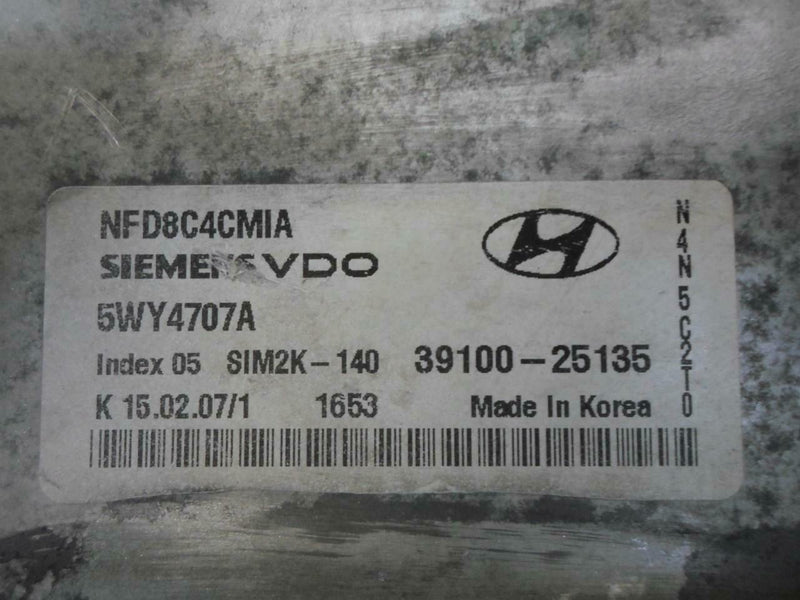 NFD8C4CMIA
SIEMENS VDO
5WY4707A
Index 05 SIM2K-140 39100-25135
K 15.02.07/1 1653 Made In Korea
N4N5C2T0